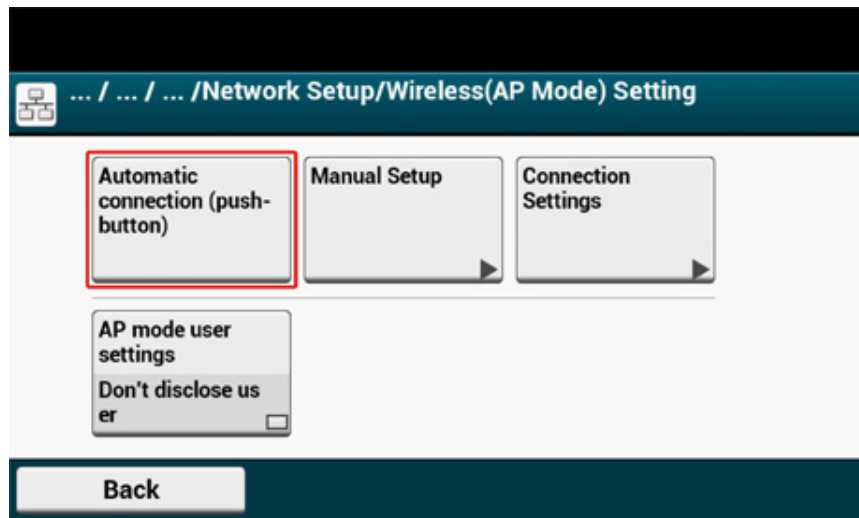 ... / ... / ... /Network Setup/Wireless(AP Mode) Setting
Automatic
connection (push-
button)
Manual Setup
Connection
Settings
AP mode user
settings
Don't disclose us
er
Back